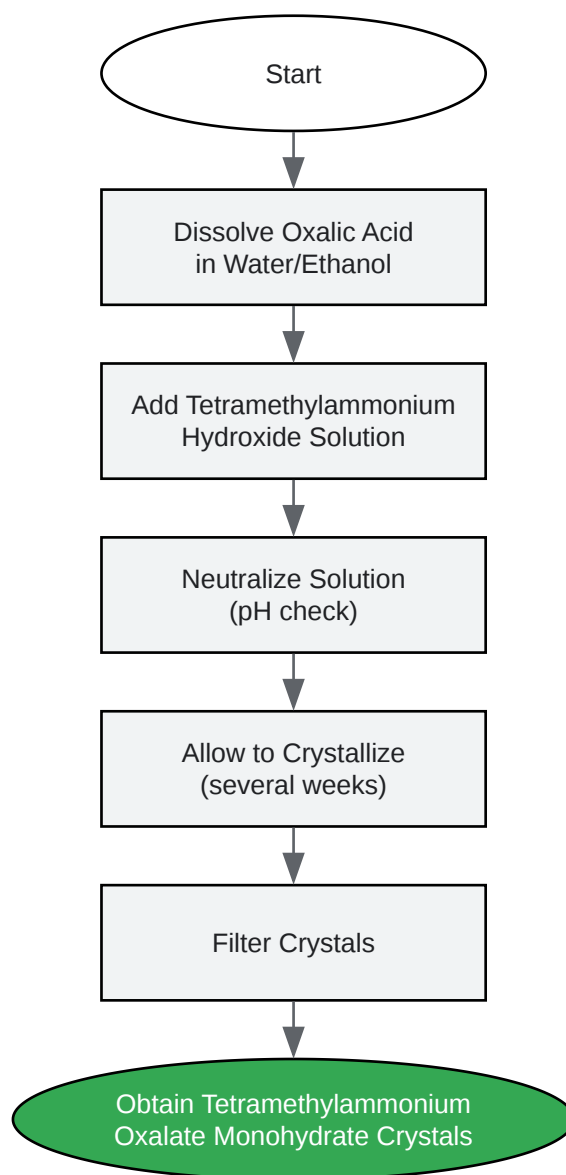 Start
Dissolve Oxalic Acid
in Water/Ethanol
Add Tetramethylammonium
Hydroxide Solution
Neutralize Solution
(pH check)
Allow to Crystallize
(several weeks)
Filter Crystals
Obtain Tetramethylammonium
Oxalate Monohydrate Crystals